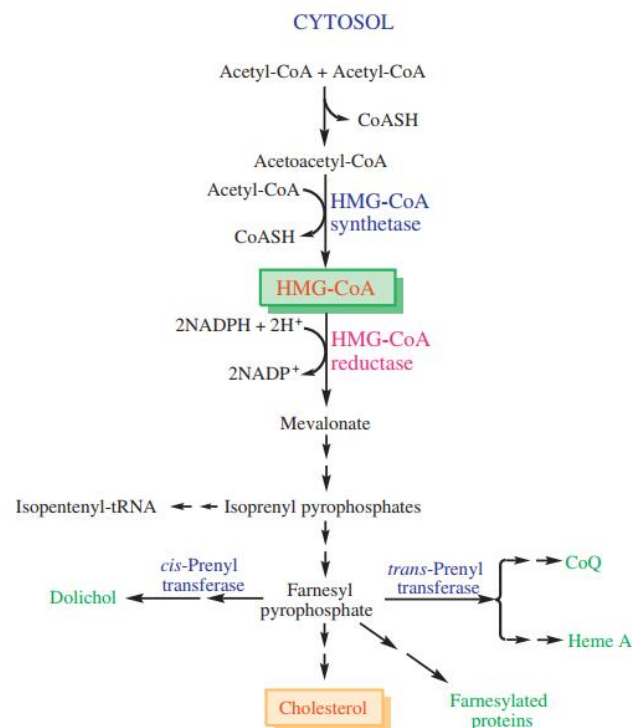 CYTOSOL
Acetyl-CoA + Acetyl-CoA
CoASH
Acetoacetyl-CoA
Acetyl-CoA
HMG-CoA
synthetase
CoASH
HMG-CoA
2NADPH + 2H⁺
HMG-CoA
reductase
2NADP⁺
Mevalonate
Isopentenyl-tRNA
Isoprenyl pyrophosphates
cis-Prenyl
transferase
trans-Prenyl
transferase
CoQ
Dolichol
Farnesyl
pyrophosphate
Heme A
Cholesterol
Farnesylated
proteins